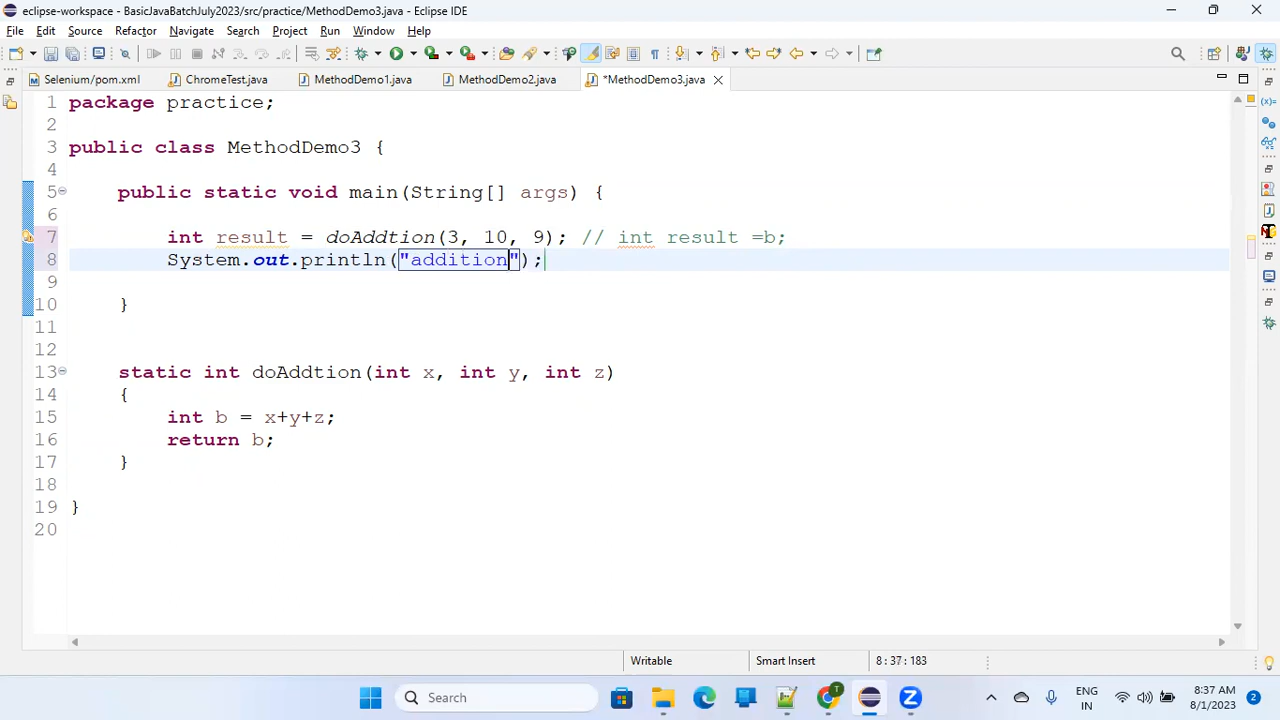 eclipse-workspace - BasicJavaBatchJuly2023/src/practice/MethodDemo3.java - Eclipse IDE
File Edit Source Refactor Navigate Search Project Run Window Help
Selenium/pom.xml ChromeTest.java MethodDemo1.java MethodDemo2.java *MethodDemo3.java
1 package practice;
2
3 public class MethodDemo3 {
4
5 public static void main(String[] args) {
6
7 int result = doAddtion(3, 10, 9); // int result =b;
8 System.out.println("addition");
9
10 }
11
12
13 static int doAddtion(int x, int y, int z)
14 {
15 int b = x+y+z;
16 return b;
17 }
18
19 }
20
Writable Smart Insert 8 : 37 : 183
Search
ENG
IN
8:37 AM
8/1/2023
2